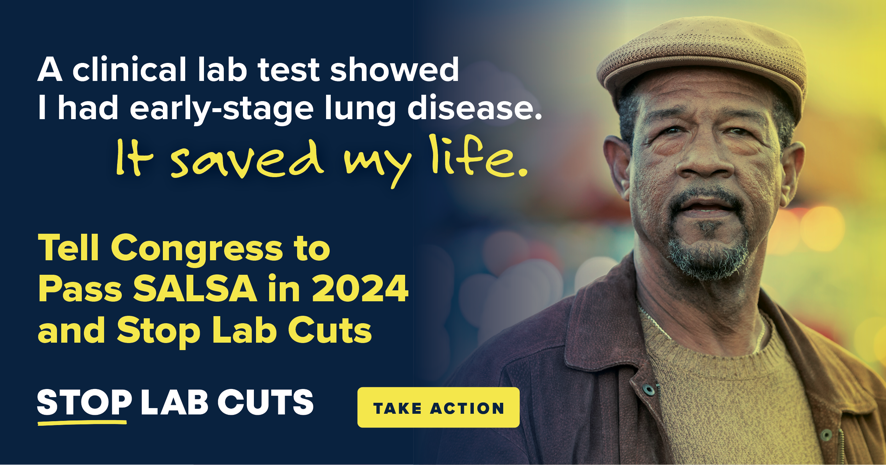 A clinical lab test showed
I had early-stage lung disease.
It saved my life.
Tell Congress to
Pass SALSA in 2024
and Stop Lab Cuts
STOP LAB CUTS
TAKE ACTION